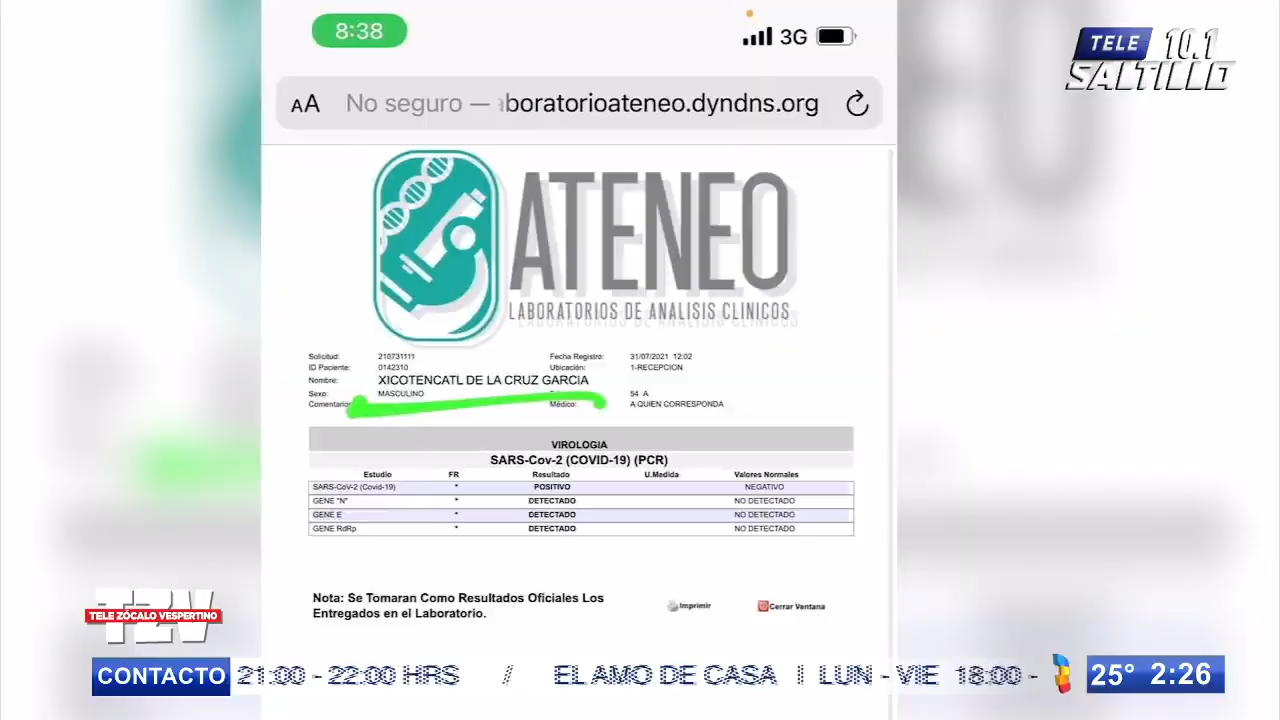 8:38
3G
TELE 10.1
SALTILLO
AA No seguro — boratorioateneo.dyndns.org
ATENEO
LABORATORIOS DE ANALISIS CLINICOS
Solicitud: 210731111 Fecha Registro: 31/07/2021 12:02
ID Paciente: 0142310 Ubicación: 1-RECEPCION
Nombre: XICOTENCATL DE LA CRUZ GARCIA
Sexo: MASCULINO 54 A
Comentario Médico: A QUIEN CORRESPONDA
VIROLOGIA
SARS-Cov-2 (COVID-19) (PCR)
Estudio FR Resultado U.Medida Valores Normales
SARS-CoV-2 (Covid-19) * POSITIVO NEGATIVO
GENE "N" * DETECTADO NO DETECTADO
GENE E * DETECTADO NO DETECTADO
GENE RdRp * DETECTADO NO DETECTADO
Nota: Se Tomaran Como Resultados Oficiales Los
Entregados en el Laboratorio.
Imprimir Cerrar Ventana
TZV
TELE ZÓCALO VESPERTINO
CONTACTO 21:00 - 22:00 HRS / EL AMO DE CASA | LUN - VIE 18:00 - 25° 2:26